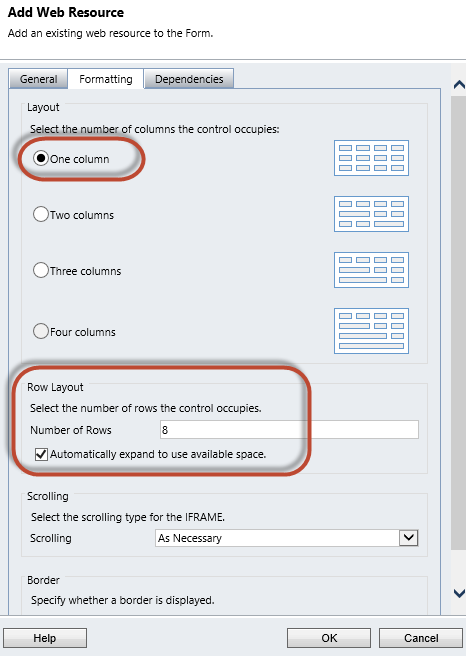 Add Web Resource
Add an existing web resource to the Form.
General Formatting Dependencies
Layout
Select the number of columns the control occupies:
One column
Two columns
Three columns
Four columns
Row Layout
Select the number of rows the control occupies.
Number of Rows 8
Automatically expand to use available space.
Scrolling
Select the scrolling type for the IFRAME.
Scrolling As Necessary
Border
Specify whether a border is displayed.
Help OK Cancel